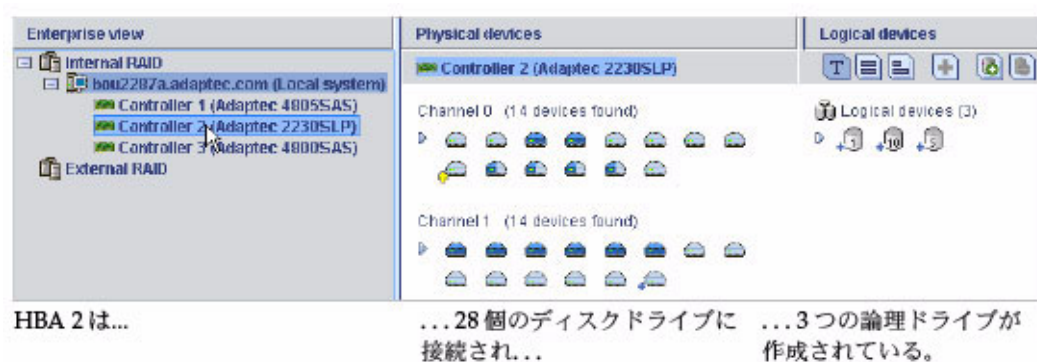 Enterprise view
Physical devices
Logical devices
Internal RAID
bou2287a.adaptec.com (Local system)
Controller 1 (Adaptec 4805SAS)
Controller 2 (Adaptec 2230SLP)
Controller 3 (Adaptec 4800SAS)
External RAID
Controller 2 (Adaptec 2230SLP)
Channel 0 (14 devices found)
Channel 1 (14 devices found)
T
Logical devices (3)
1 10 5
HBA 2 は...
...28 個のディスクドライブに
接続され...
...3 つの論理ドライブが
作成されている。